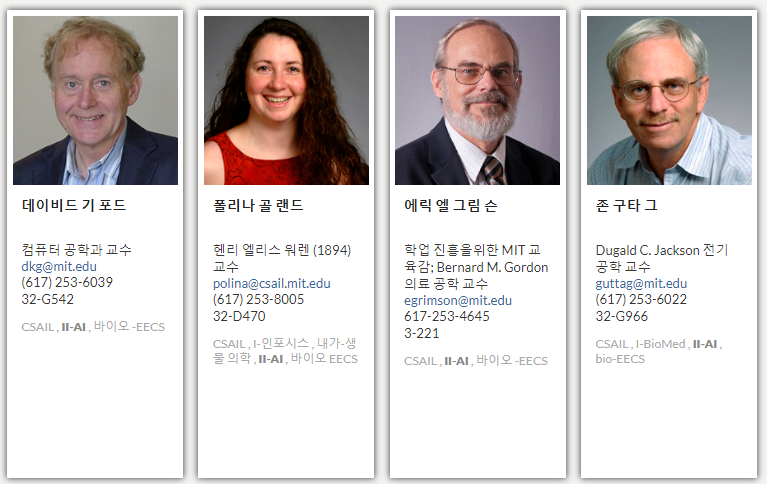 데이비드 기 포드
컴퓨터 공학과 교수
dkg@mit.edu
(617) 253-6039
32-G542
CSAIL , II-AI , 바이오 -EECS
폴리나 골 랜드
헨리 엘리스 워렌 (1894)
교수
polina@csail.mit.edu
(617) 253-8005
32-D470
CSAIL , I-인포시스 , 내가-생
물 의학 , II-AI , 바이오 EECS
에릭 엘 그림 슨
학업 진흥을위한 MIT 교
육감; Bernard M. Gordon
의료 공학 교수
egrimson@mit.edu
617-253-4645
3-221
CSAIL , II-AI , 바이오 -EECS
존 구타 그
Dugald C. Jackson 전기
공학 교수
guttag@mit.edu
(617) 253-6022
32-G966
CSAIL , I-BioMed , II-AI ,
bio-EECS